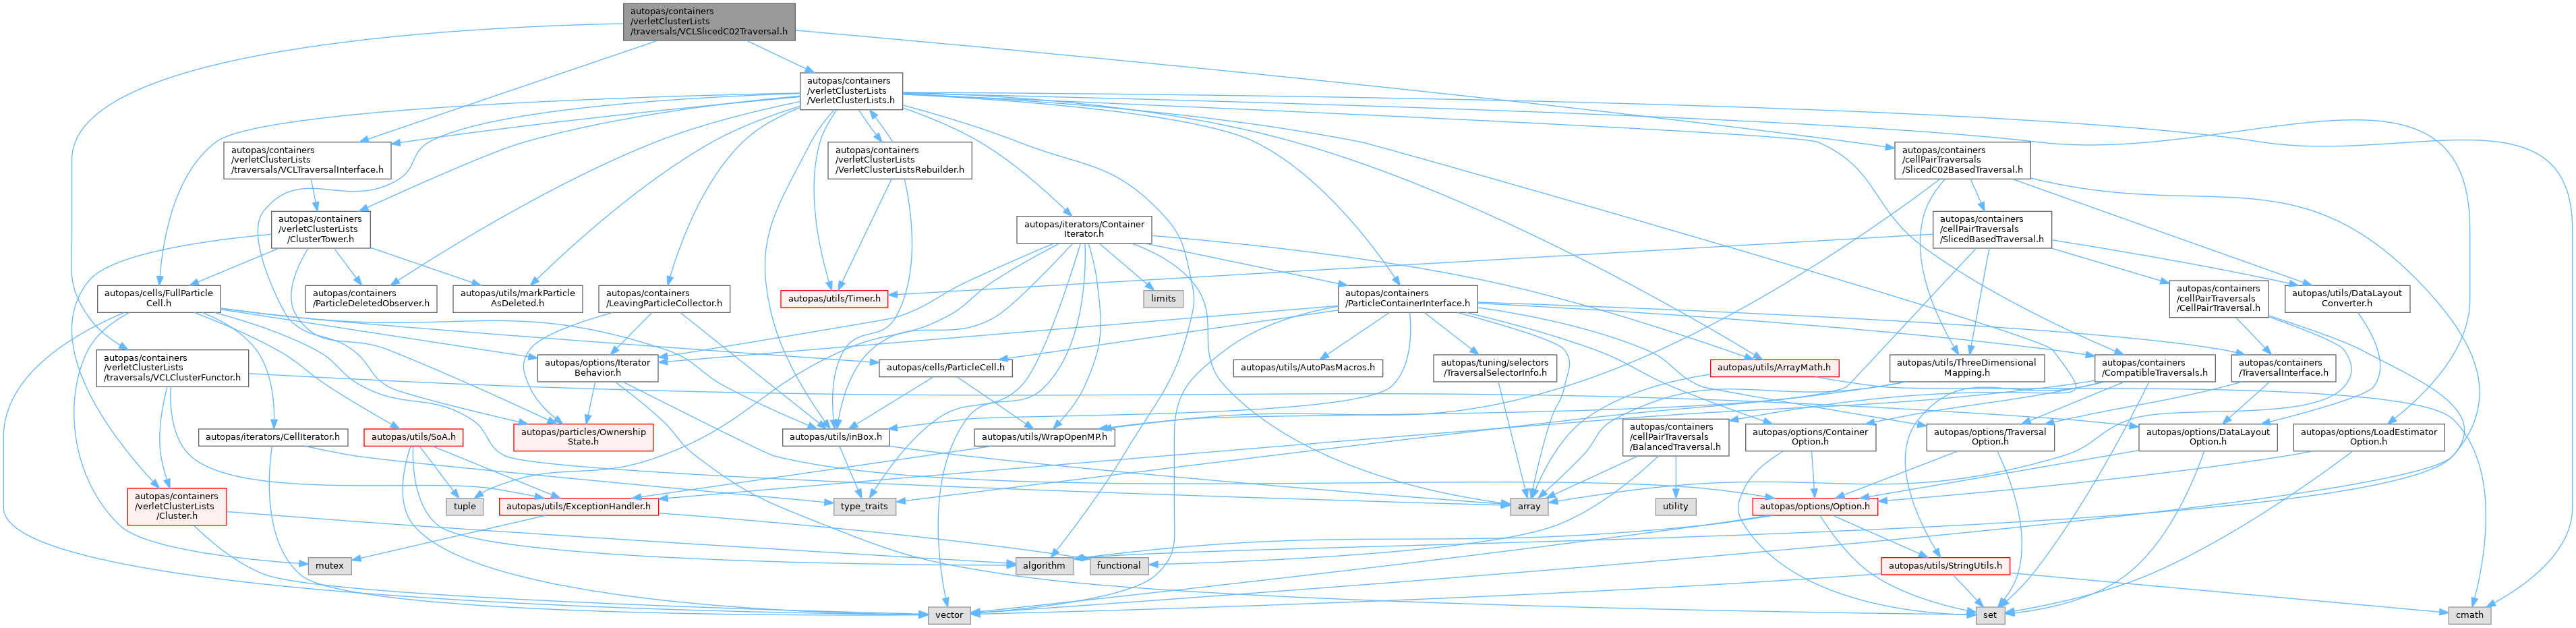 autopas/containers
/verletClusterLists
/traversals/VCLSlicedC02Traversal.h
autopas/containers
/verletClusterLists
/VerletClusterLists.h
autopas/containers
/verletClusterLists
/traversals/VCLTraversalInterface.h
autopas/containers
/verletClusterLists
/VerletClusterListsRebuilder.h
autopas/containers
/cellPairTraversals
/SlicedC02BasedTraversal.h
autopas/containers
/verletClusterLists
/ClusterTower.h
autopas/iterators/Container
Iterator.h
autopas/containers
/cellPairTraversals
/SlicedBasedTraversal.h
autopas/cells/FullParticle
Cell.h
autopas/containers
/ParticleDeletedObserver.h
autopas/utils/markParticle
AsDeleted.h
autopas/containers
/LeavingParticleCollector.h
autopas/utils/Timer.h
limits
autopas/containers
/ParticleContainerInterface.h
autopas/containers
/cellPairTraversals
/CellPairTraversal.h
autopas/utils/DataLayout
Converter.h
autopas/containers
/verletClusterLists
/traversals/VCLClusterFunctor.h
autopas/options/Iterator
Behavior.h
autopas/cells/ParticleCell.h
autopas/utils/AutoPasMacros.h
autopas/tuning/selectors
/TraversalSelectorInfo.h
autopas/utils/ArrayMath.h
autopas/utils/ThreeDimensional
Mapping.h
autopas/containers
/CompatibleTraversals.h
autopas/containers
/TraversalInterface.h
autopas/iterators/CellIterator.h
autopas/utils/SoA.h
autopas/particles/Ownership
State.h
autopas/utils/inBox.h
autopas/utils/WrapOpenMP.h
autopas/containers
/cellPairTraversals
/BalancedTraversal.h
autopas/options/Container
Option.h
autopas/options/Traversal
Option.h
autopas/options/DataLayout
Option.h
autopas/options/LoadEstimator
Option.h
autopas/containers
/verletClusterLists
/Cluster.h
tuple
autopas/utils/ExceptionHandler.h
type_traits
array
utility
autopas/options/Option.h
mutex
algorithm
functional
autopas/utils/StringUtils.h
vector
set
cmath